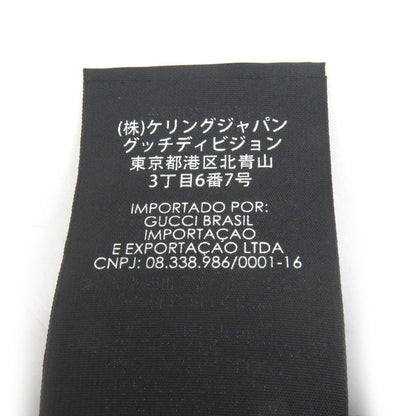 (株)ケリングジャパン
グッチディビジョン
東京都港区北青山
3丁目6番7号
IMPORTADO POR:
GUCCI BRASIL
IMPORTAÇAO
E EXPORTAÇAO LTDA
CNPJ: 08.338.986/0001-16